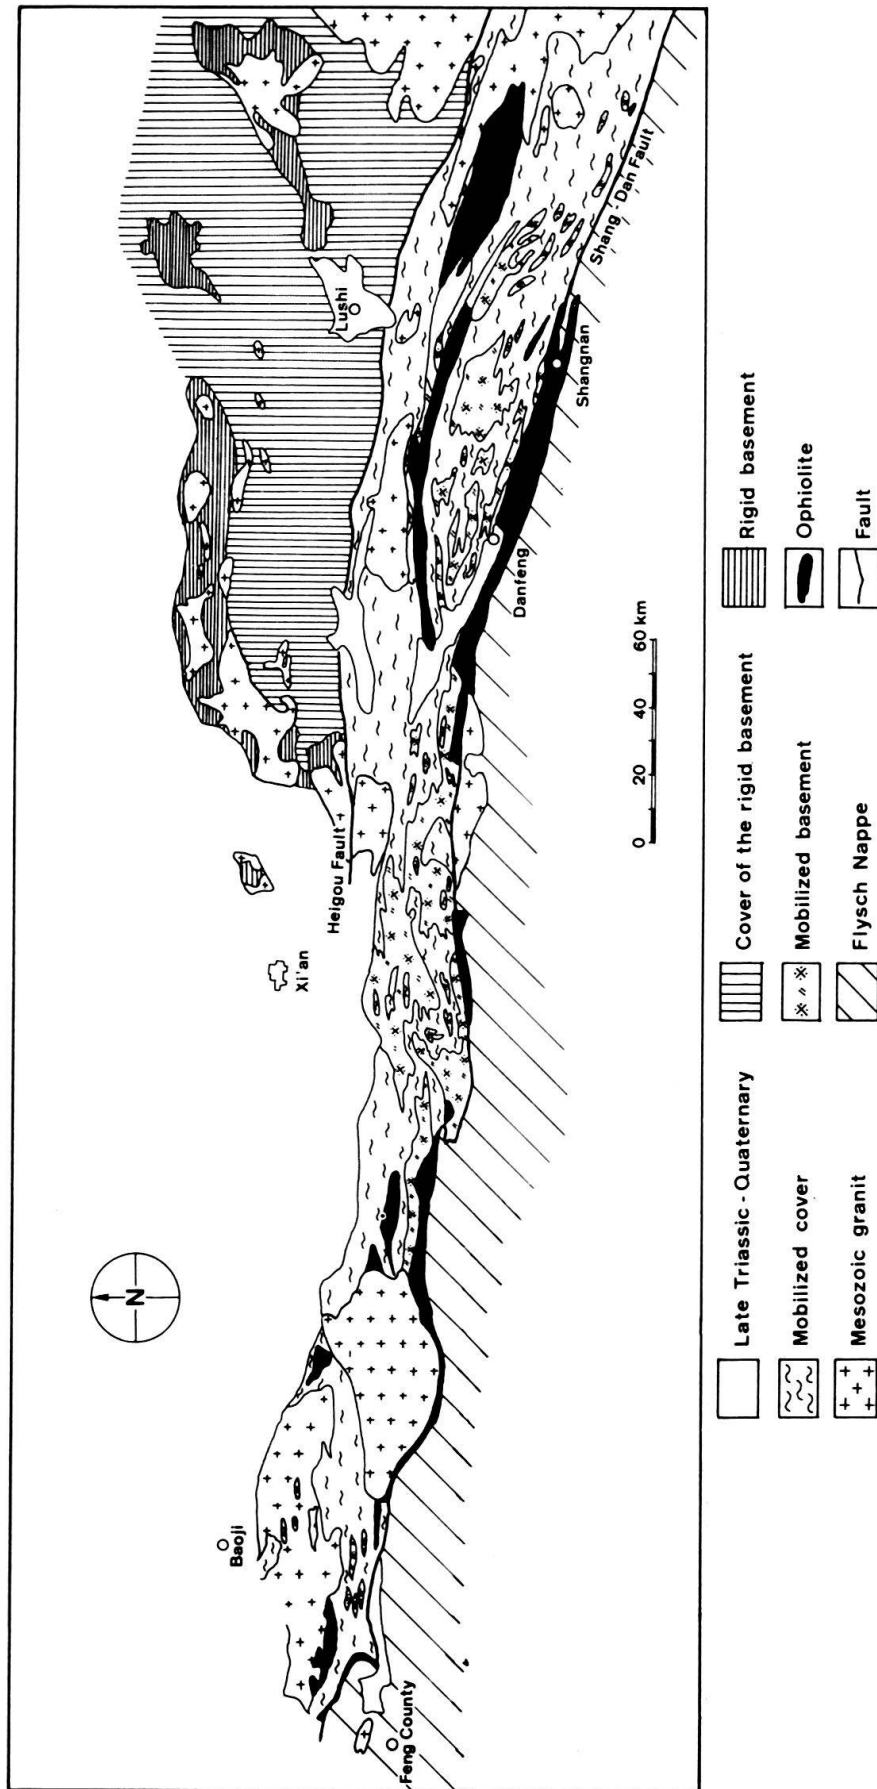 N
Baoji
Feng County
Xi'an
Heigou Fault
Lushi
Danfeng
Shangnan
Shang - Dan Fault
0 20 40 60 km
Late Triassic - Quaternary
Cover of the rigid basement
Rigid basement
Mobilized cover
Mobilized basement
Ophiolite
Mesozoic granit
Flysch Nappe
Fault